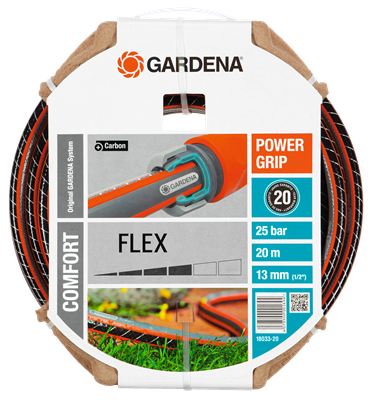 GARDENA
Carbon
Original GARDENA System
COMFORT
GARDENA
POWER
GRIP
20
FLEX
25 bar
20 m
13 mm (1/2")
18033-20